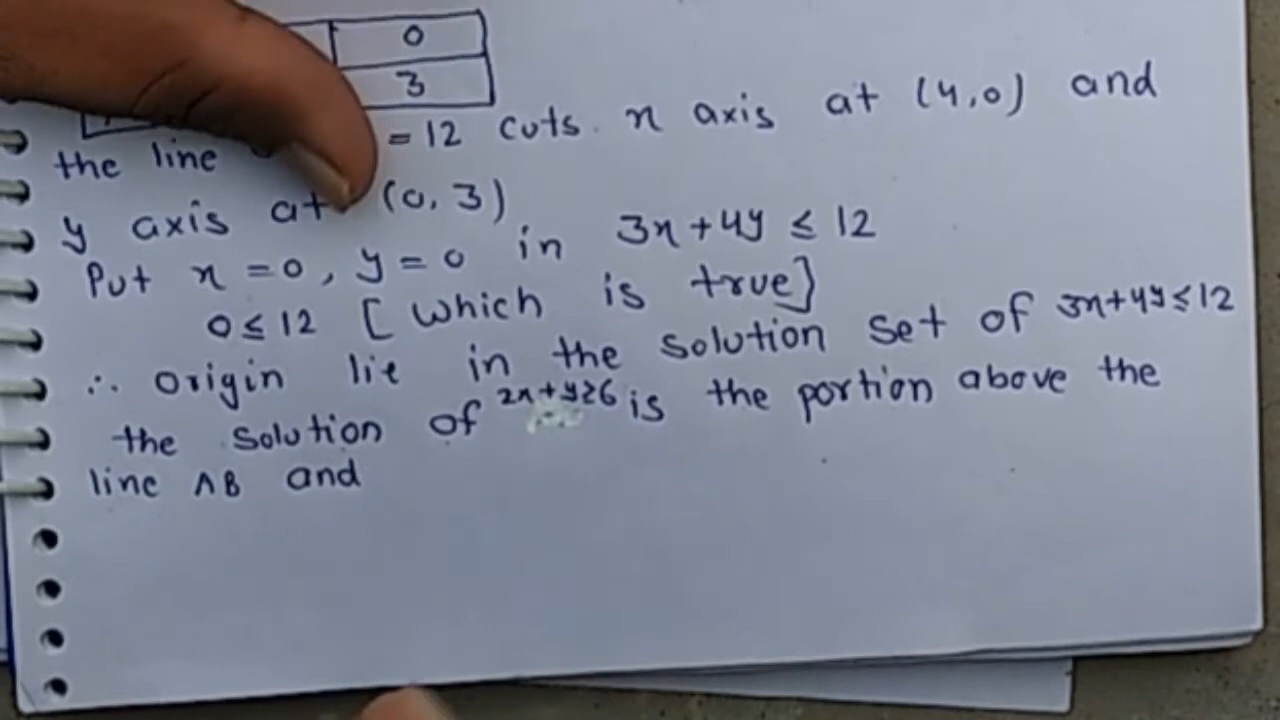 0
3
the line = 12 cuts x axis at (4,0) and
y axis at (0,3)
Put x = 0, y = 0 in 3x+4y ≤ 12
0 ≤ 12 [which is true]
∴ origin lie in the solution set of 3x+4y≤12
the solution of 2x+y≥6 is the portion above the
line AB and